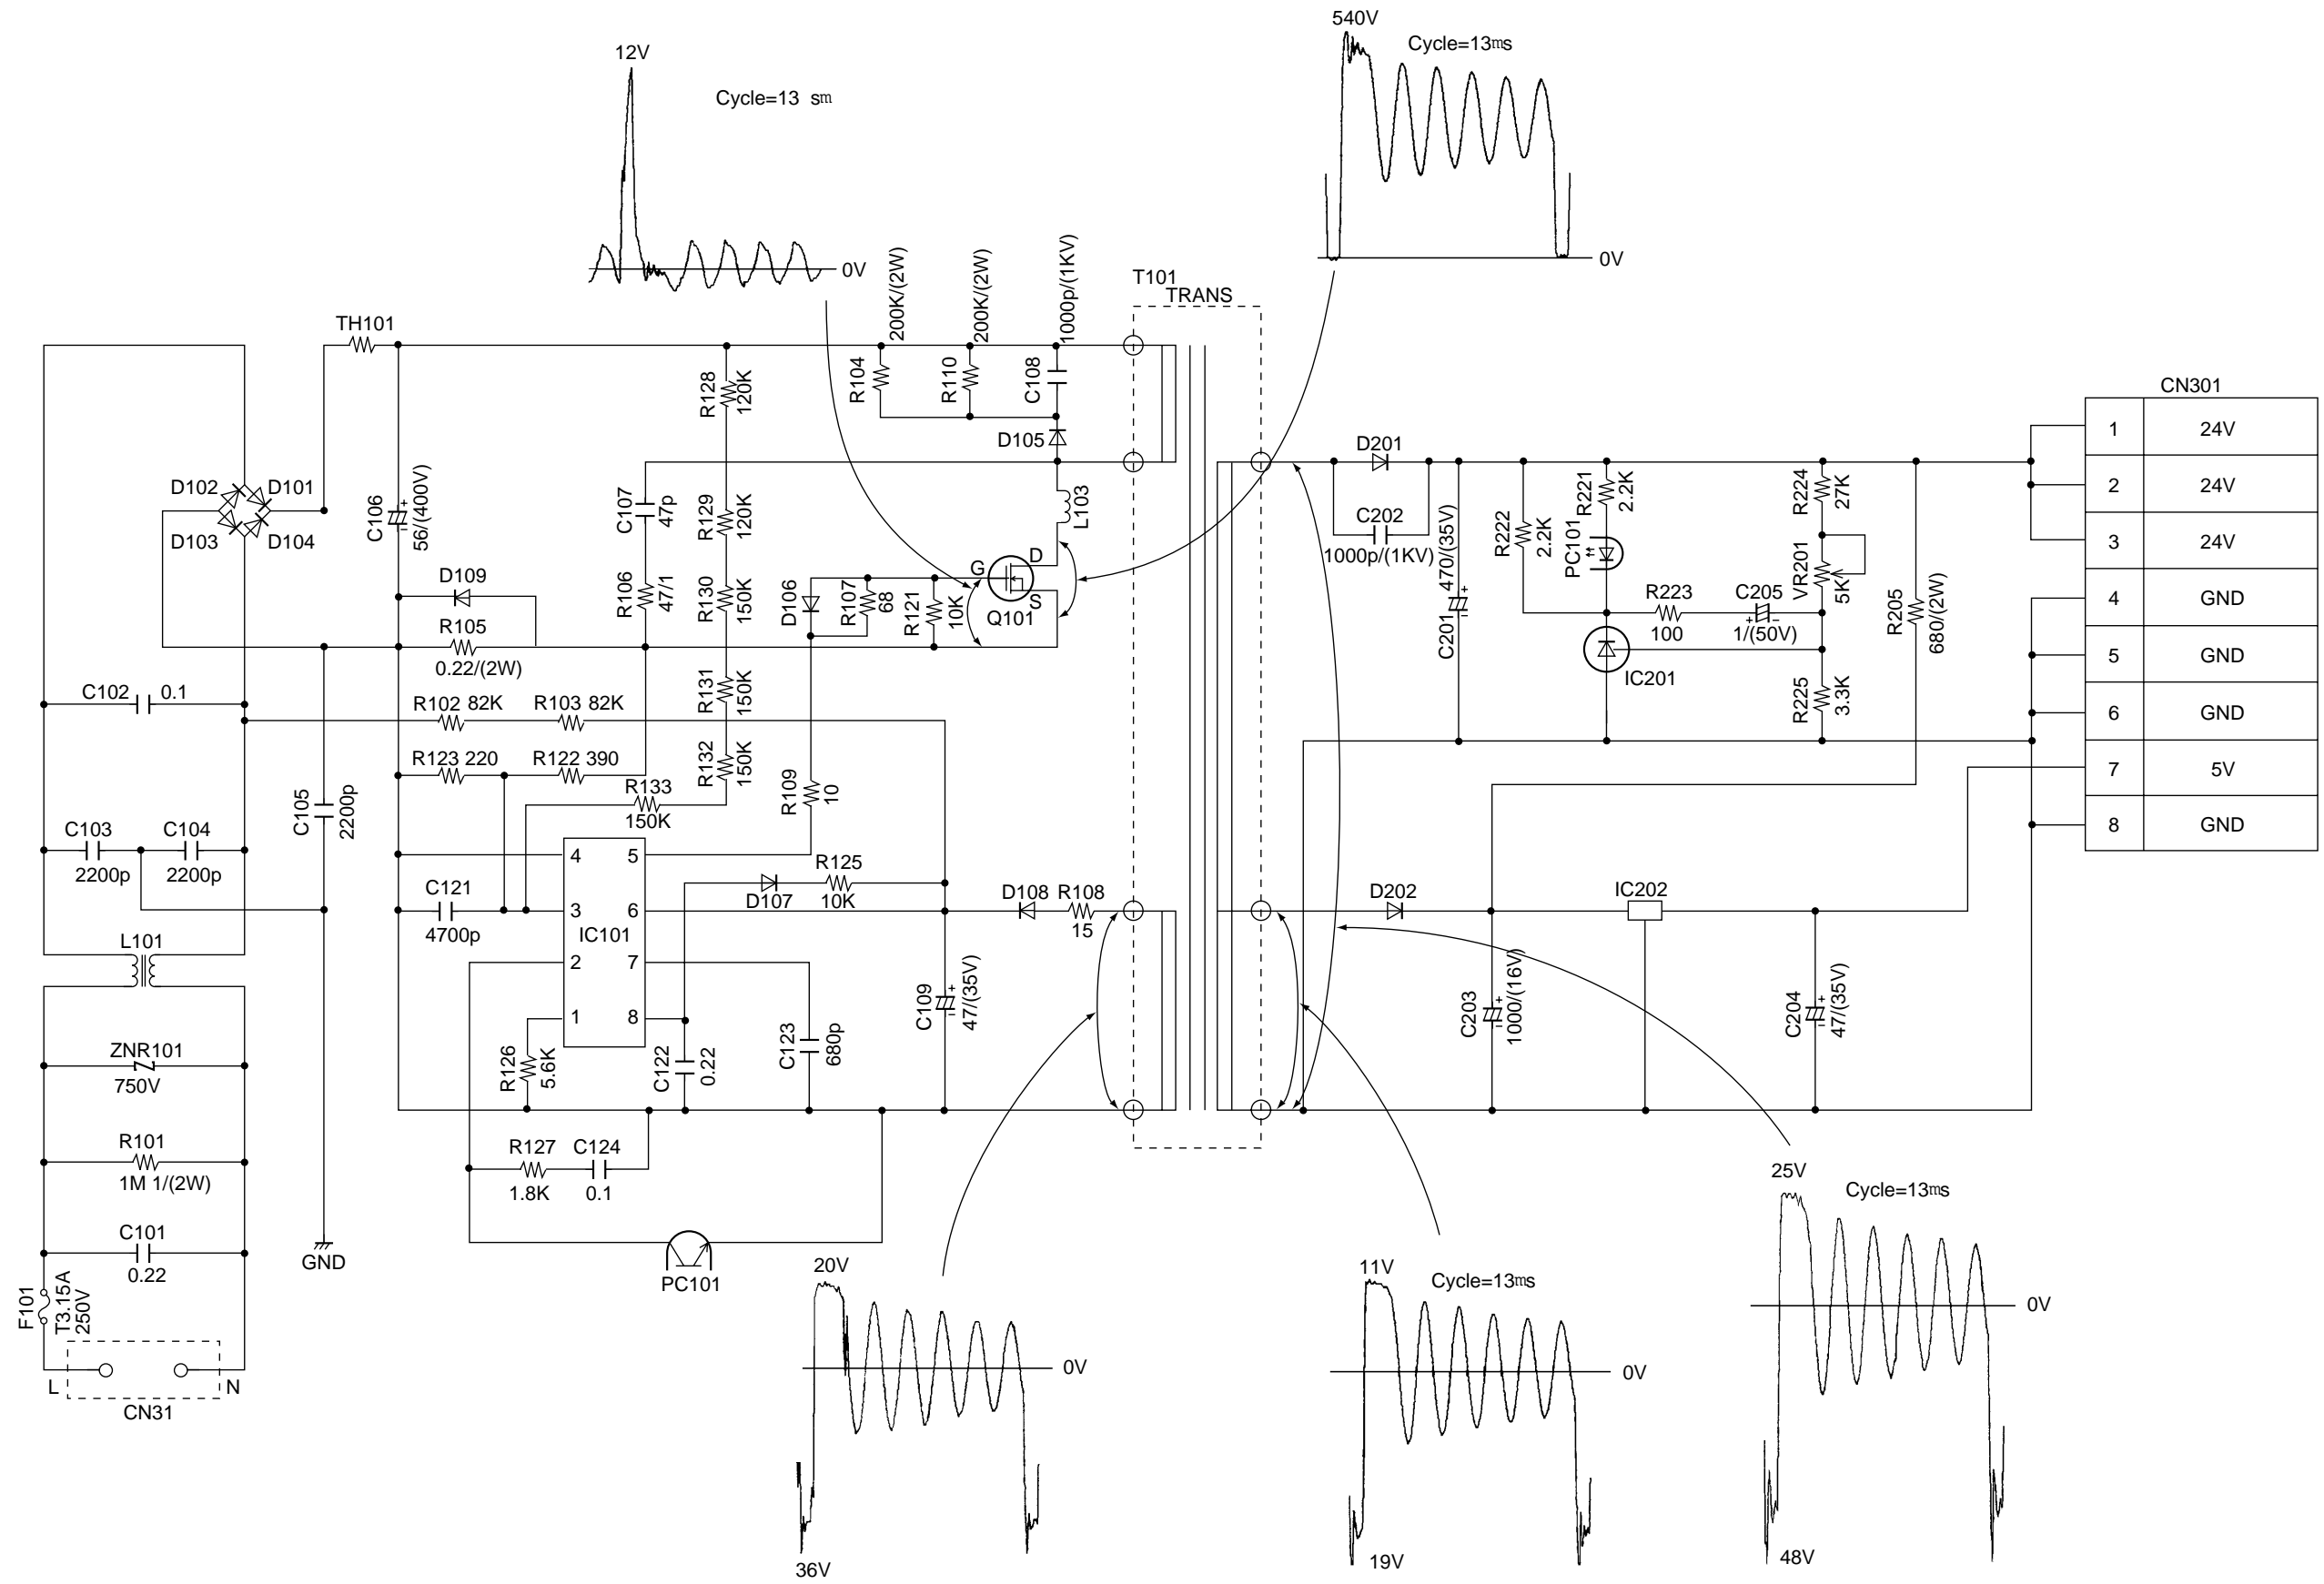 540V
Cycle=13ms
12V
Cycle=13 sm
0V
0V
T101
TRANS
TH101
R104
200K/(2W)
R110
200K/(2W)
C108
1000p/(1KV)
R128
120K
D105
CN301
1 24V
2 24V
3 24V
4 GND
5 GND
6 GND
7 5V
8 GND
D102 D101
D103 D104
C106
56/(400V)
+
−
C107
47p
R129
120K
L103
D201
C202
1000p/(1KV)
C201
470/(35V)
+
−
R222
2.2K
R221
2.2K
PC101
R224
27K
VR201
5K
R205
680/(2W)
D109
R105
0.22/(2W)
R106
47/1
R130
150K
D106
R107
68
R121
10K
G
D
S
Q101
R223
100
C205
+ −
1/(50V)
IC201
R225
3.3K
C102 0.1
R102 82K R103 82K
R131
150K
R123 220 R122 390
R132
150K
R133
150K
R109
10
C105
2200p
C103 C104
2200p 2200p
C121
4700p
4 5
3 6
IC101
2 7
1 8
R125
10K
D107
D108 R108
15
D202
IC202
L101
ZNR101
750V
R126
5.6K
C122
0.22
C123
680p
C109
47/(35V)
+
−
C203
1000/(16V)
+
−
C204
47/(35V)
+
−
R101
1M 1/(2W)
R127 C124
1.8K 0.1
C101
0.22
GND
PC101
F101
T3.15A
250V
L N
CN31
20V
0V
36V
11V
Cycle=13ms
0V
19V
25V
Cycle=13ms
0V
48V